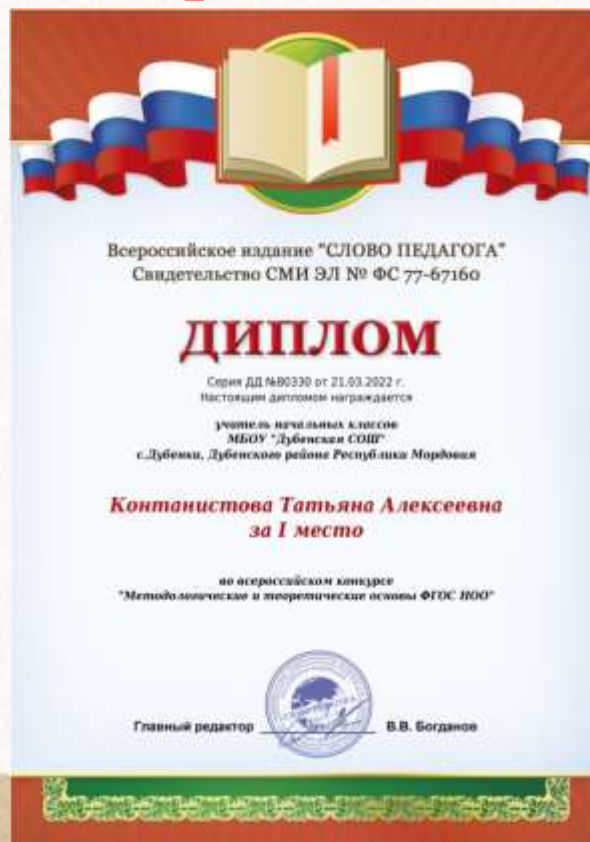 Всероссийское издание "СЛОВО ПЕДАГОГА"
Свидетельство СМИ ЭЛ № ФС 77-67160
ДИПЛОМ
Серия ДД №80330 от 21.03.2022 г.
Настоящим дипломом награждается
учитель начальных классов
МБОУ "Дубенская СОШ"
с.Дубенки, Дубенского района Республики Мордовия
Контанистова Татьяна Алексеевна
за I место
во всероссийском конкурсе
"Методологические и теоретические основы ФГОС НОО"
Главный редактор В.В. Богданов